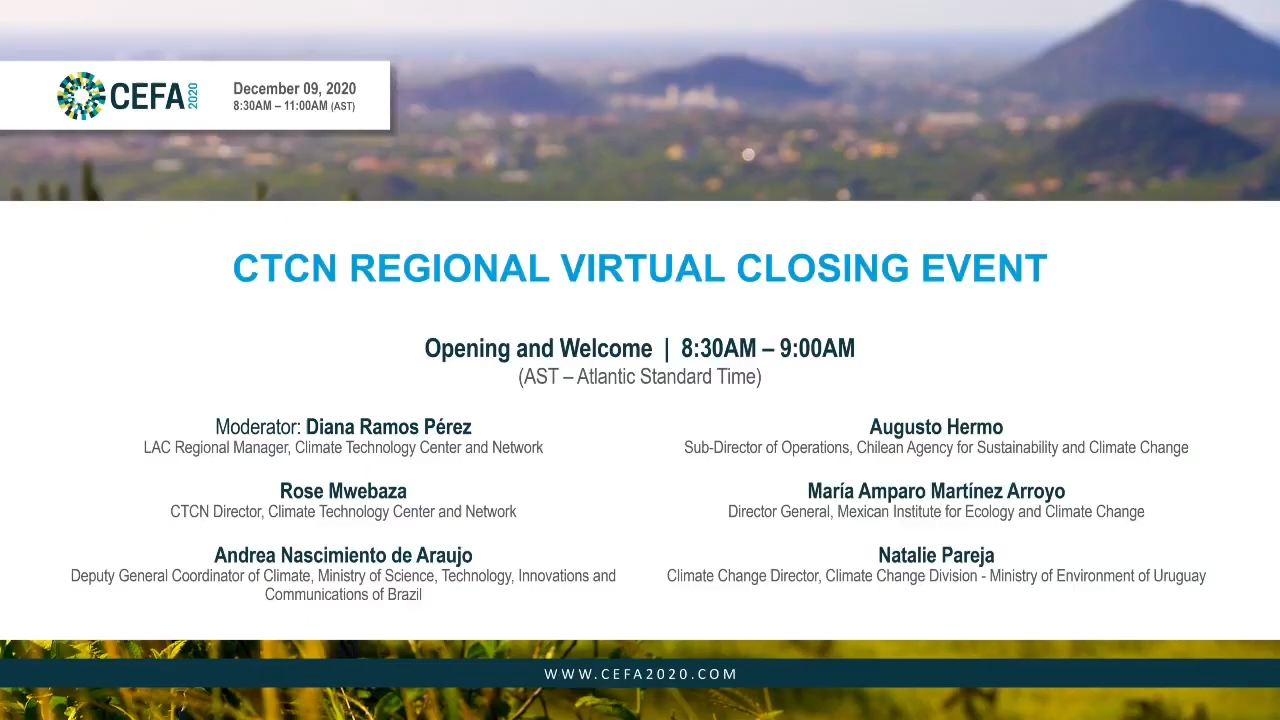 CEFA 2020
December 09, 2020
8:30AM – 11:00AM (AST)
CTCN REGIONAL VIRTUAL CLOSING EVENT
Opening and Welcome | 8:30AM – 9:00AM
(AST – Atlantic Standard Time)
Moderator: Diana Ramos Pérez
LAC Regional Manager, Climate Technology Center and Network
Rose Mwebaza
CTCN Director, Climate Technology Center and Network
Andrea Nascimiento de Araujo
Deputy General Coordinator of Climate, Ministry of Science, Technology, Innovations and
Communications of Brazil
Augusto Hermo
Sub-Director of Operations, Chilean Agency for Sustainability and Climate Change
María Amparo Martínez Arroyo
Director General, Mexican Institute for Ecology and Climate Change
Natalie Pareja
Climate Change Director, Climate Change Division - Ministry of Environment of Uruguay
WWW.CEFA2020.COM